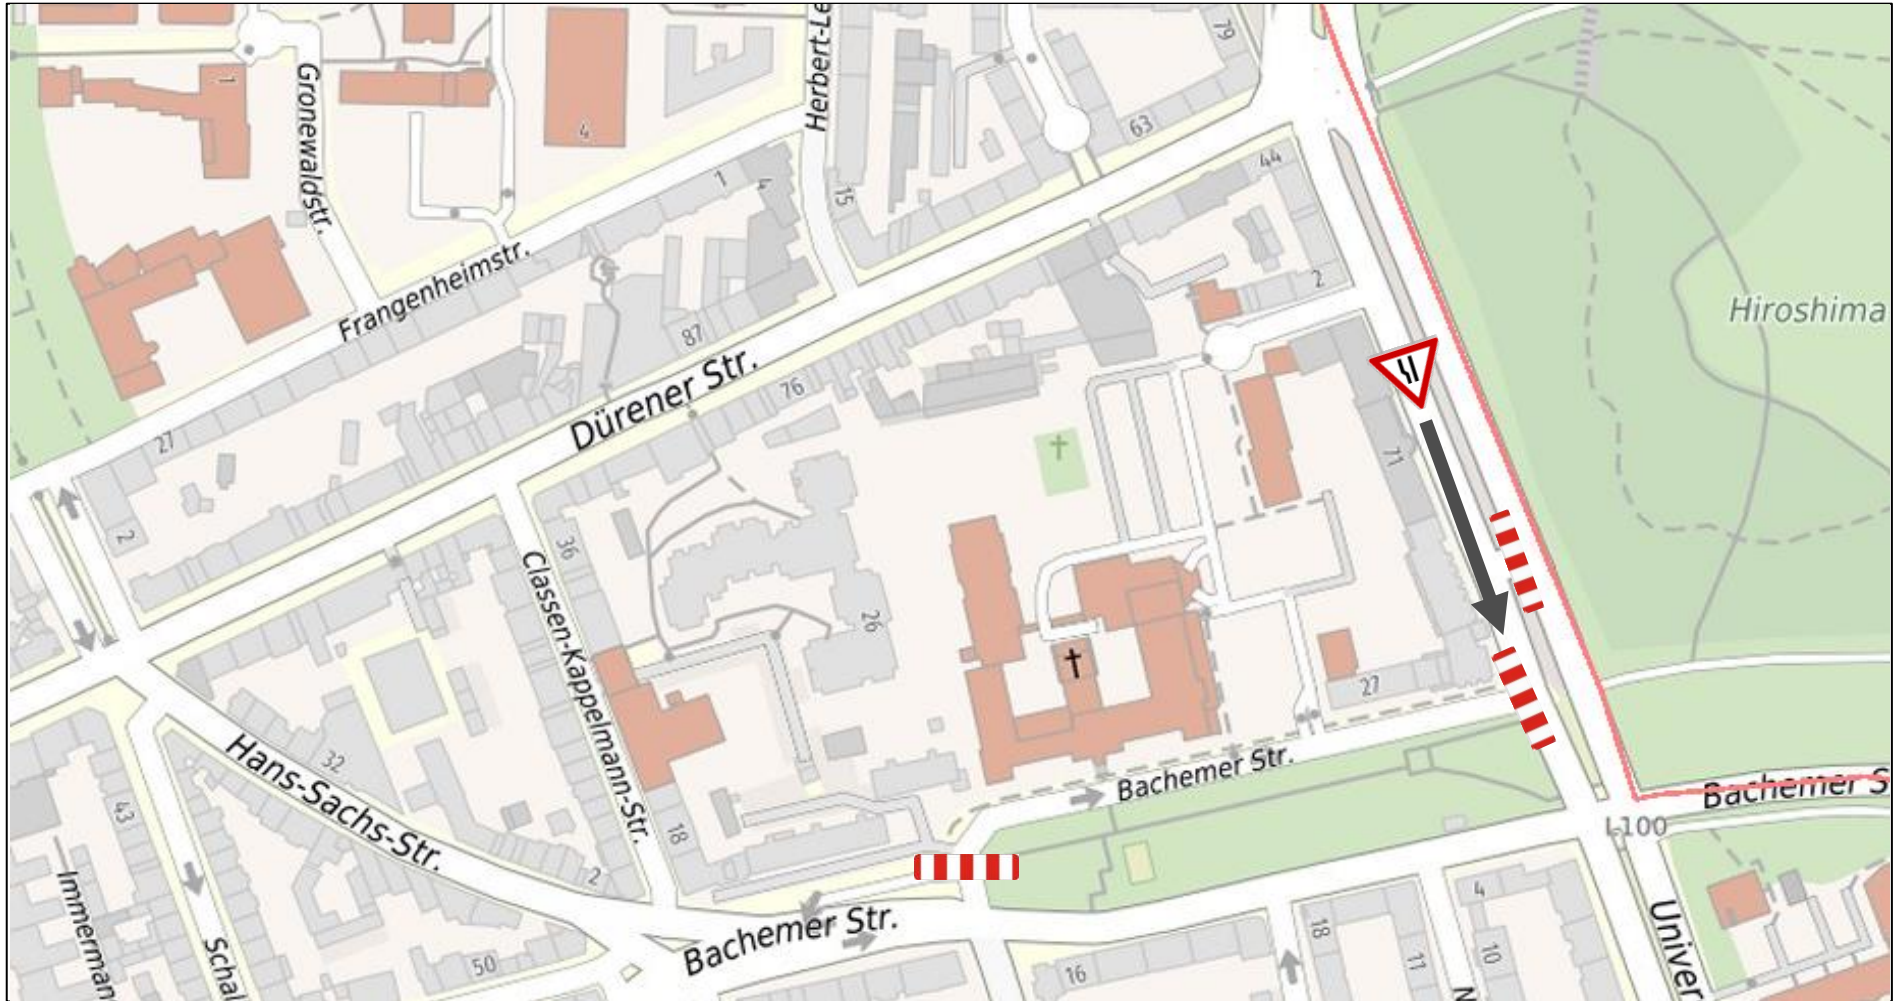 79
Herbert-Le
1
Gronewaldstr.
4
63
44
1
4
15
Frangenheimstr.
2
Hiroshima
87
Dürener Str.
76
71
27
2
36
Classen-Kappelmann-Str.
26
27
32
Hans-Sachs-Str.
43
Bachemer Str.
Bachemer S
L100
18
2
Immerman
4
Bachemer Str.
Univer
18
Schal
50
16
11
10
N